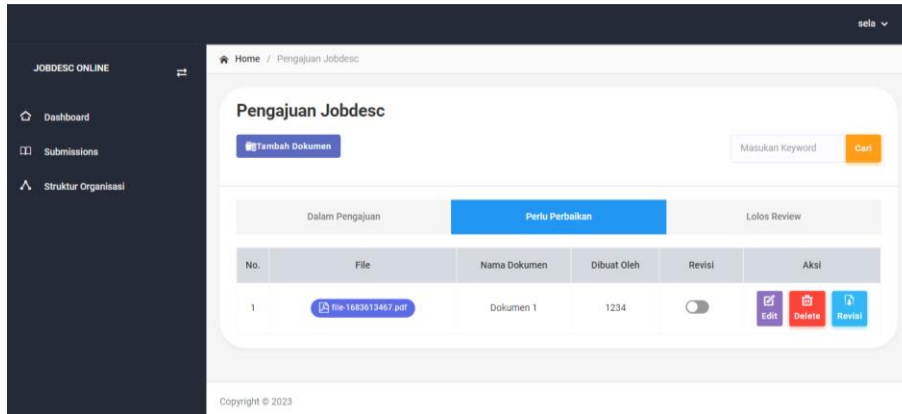 sela
JOBDESC ONLINE
Home / Pengajuan Jobdesc
Dashboard
Submissions
Struktur Organisasi
Pengajuan Jobdesc
Tambah Dokumen
Masukan Keyword
Cari
Dalam Pengajuan
Perlu Perbaikan
Lolos Review
No. File Nama Dokumen Dibuat Oleh Revisi Aksi
1 file-1683613467.pdf Dokumen 1 1234 Edit Delete Revisi
Copyright © 2023